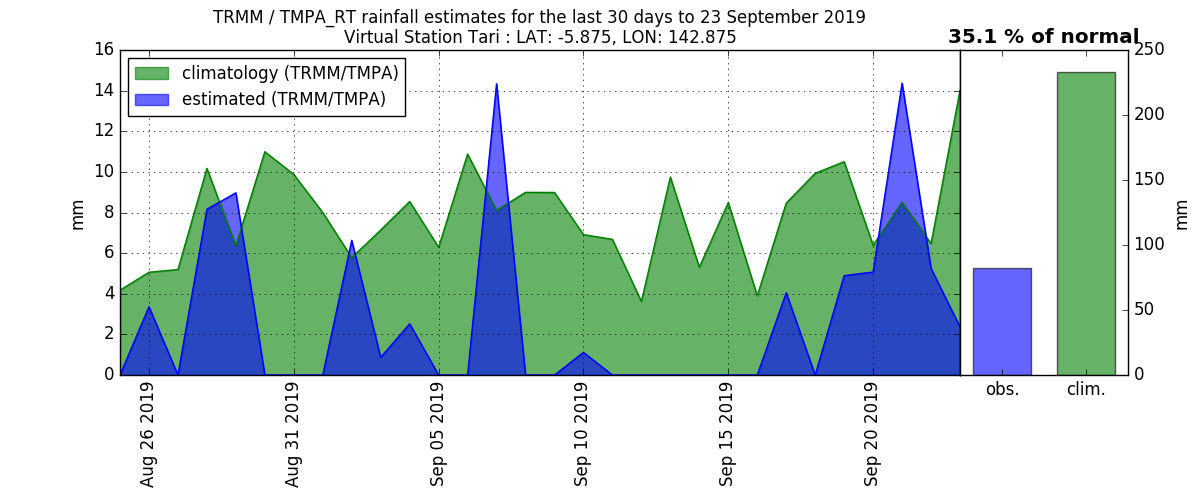 TRMM / TMPA_RT rainfall estimates for the last 30 days to 23 September 2019
Virtual Station Tari : LAT: -5.875, LON: 142.875
35.1 % of normal
climatology (TRMM/TMPA)
estimated (TRMM/TMPA)
mm
16
14
12
10
8
6
4
2
0
Aug 26 2019
Aug 31 2019
Sep 05 2019
Sep 10 2019
Sep 15 2019
Sep 20 2019
250
200
150
100
50
0
mm
obs.
clim.